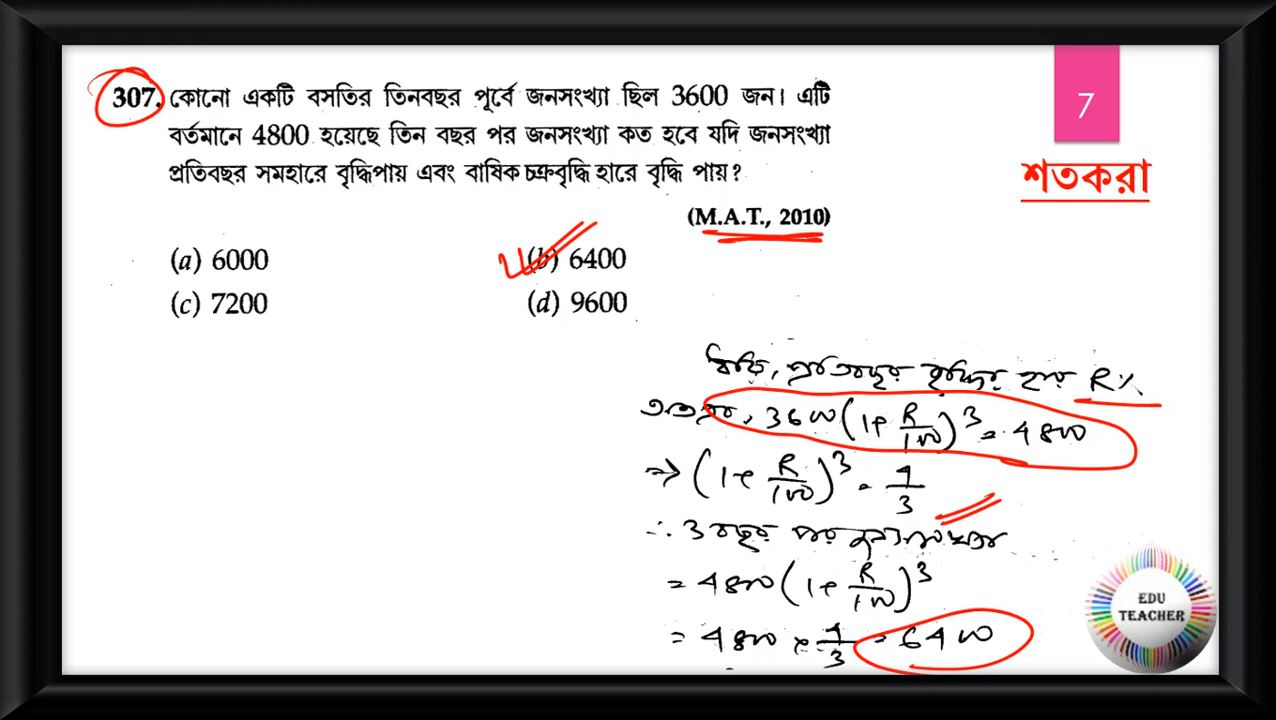 307. কোনো একটি বসতির তিনবছর পূর্বে জনসংখ্যা ছিল 3600 জন। এটি
বর্তমানে 4800 হয়েছে তিন বছর পর জনসংখ্যা কত হবে যদি জনসংখ্যা
প্রতিবছর সমহারে বৃদ্ধিপায় এবং বার্ষিক চক্রবৃদ্ধি হারে বৃদ্ধি পায়?
(M.A.T., 2010)
(a) 6000
(b) 6400
(c) 7200
(d) 9600
7
শতকরা
ধরি, প্রতিবছর বৃদ্ধির হার R%
অতএব, 3600 (1+ R/100)^3 = 4800
⇒ (1+ R/100)^3 = 4/3
∴ 3 বছর পর জনসংখ্যা
= 4800 (1+ R/100)^3
= 4800 × 4/3 = 6400
EDU
TEACHER